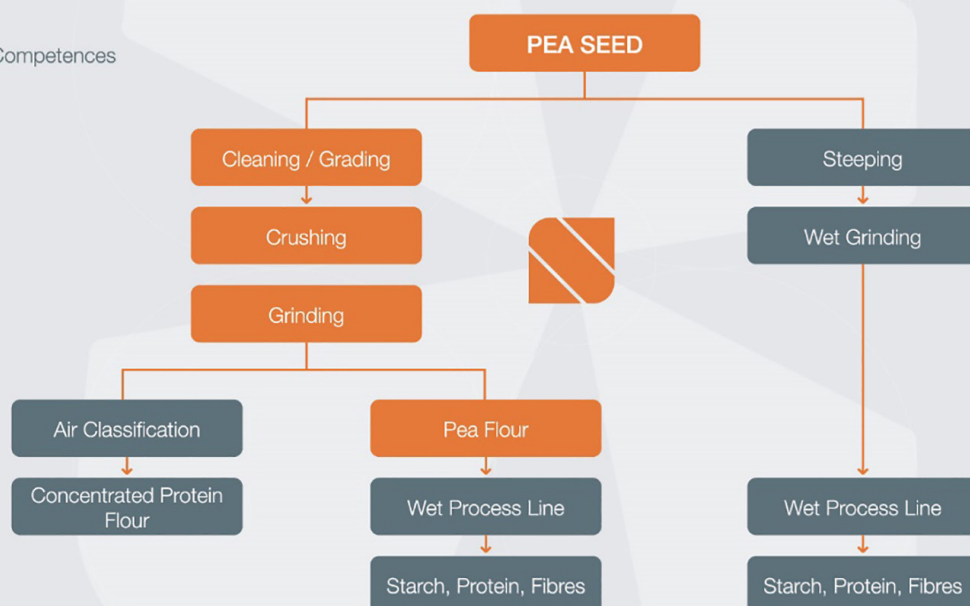 Competences
PEA SEED
Cleaning / Grading
Steeping
Crushing
Wet Grinding
Grinding
Air Classification
Pea Flour
Concentrated Protein
Flour
Wet Process Line
Wet Process Line
Starch, Protein, Fibres
Starch, Protein, Fibres